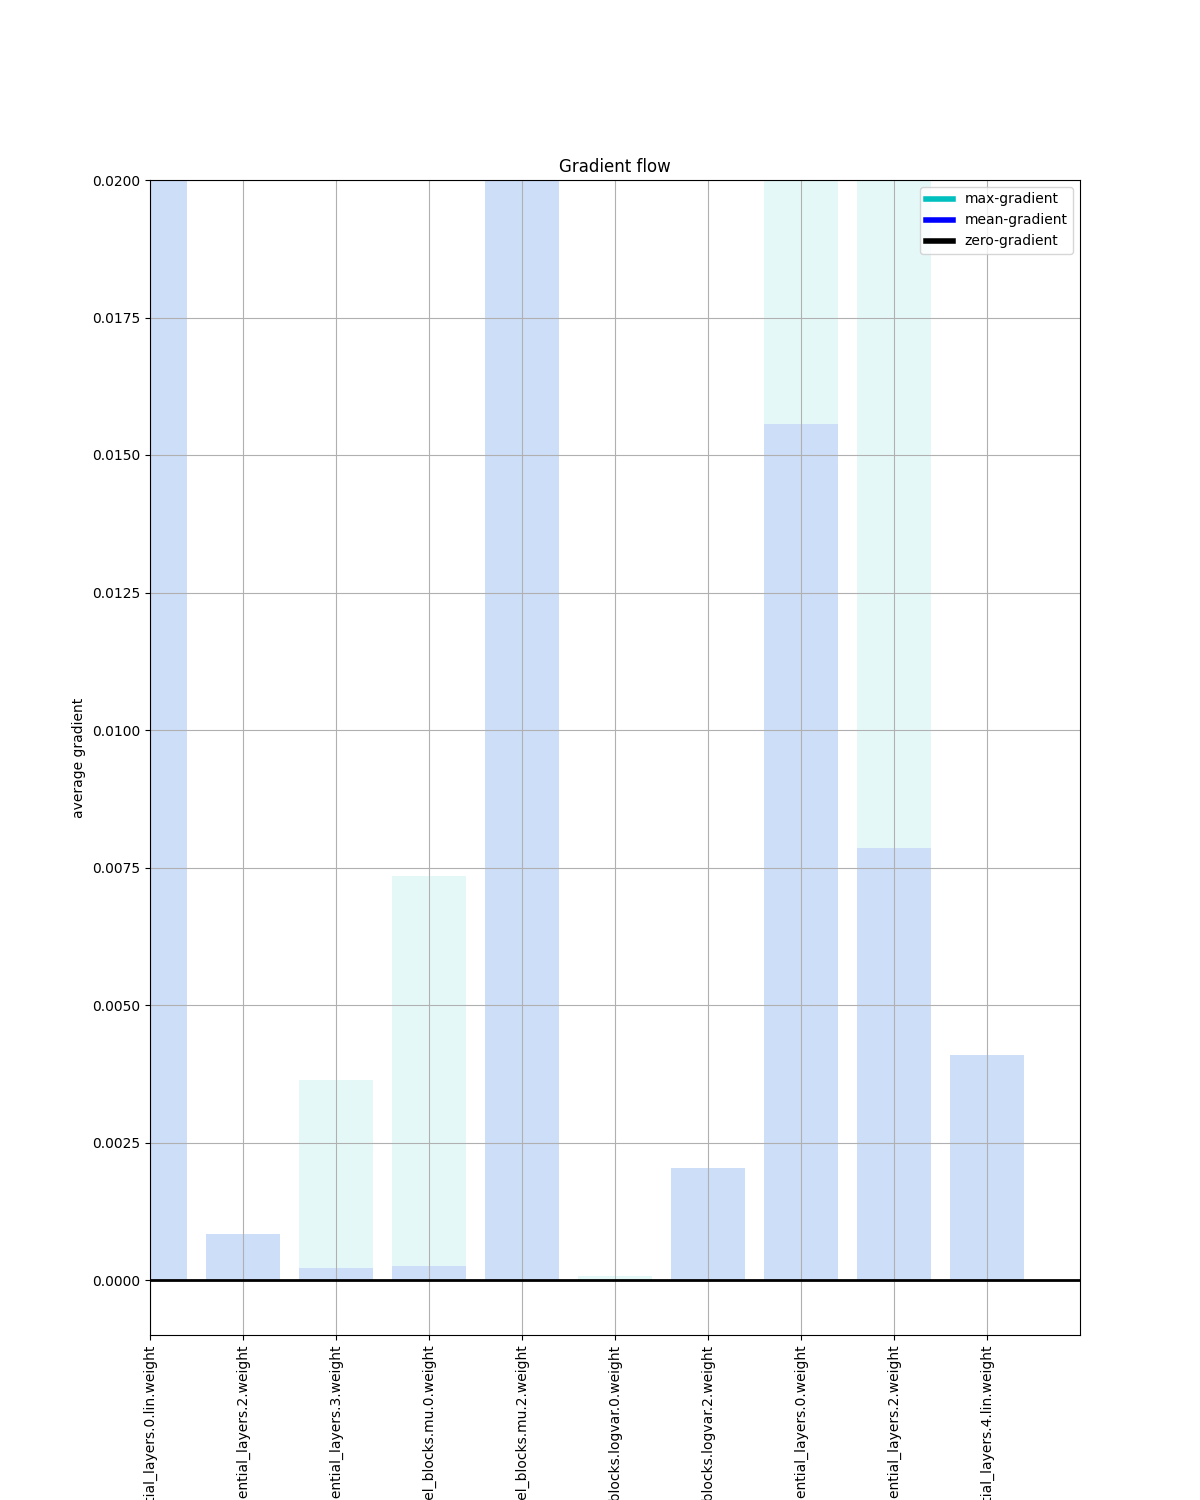 Gradient flow
max-gradient
mean-gradient
zero-gradient
0.0200
0.0175
0.0150
0.0125
0.0100
0.0075
0.0050
0.0025
0.0000
average gradient
tial_layers.0.lin.weight
ential_layers.2.weight
ential_layers.3.weight
el_blocks.mu.0.weight
el_blocks.mu.2.weight
blocks.logvar.0.weight
blocks.logvar.2.weight
ential_layers.0.weight
ential_layers.2.weight
tial_layers.4.lin.weight